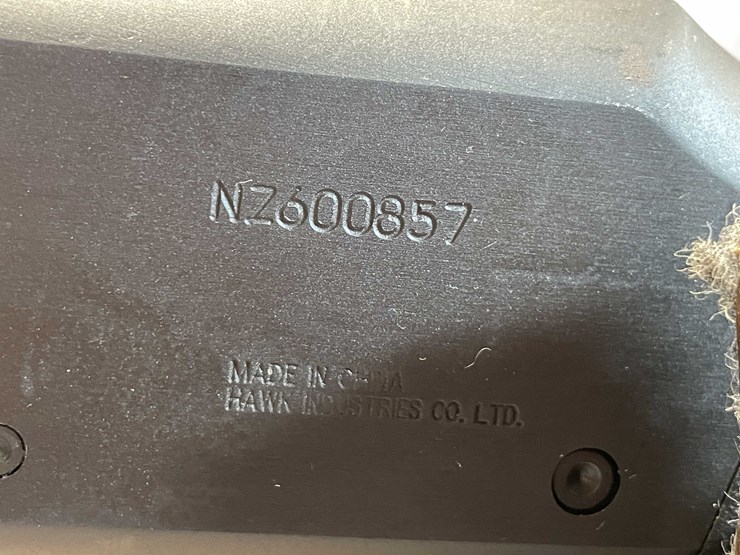 NZ600857
MADE IN CHINA
HAWK INDUSTRIES CO. LTD.